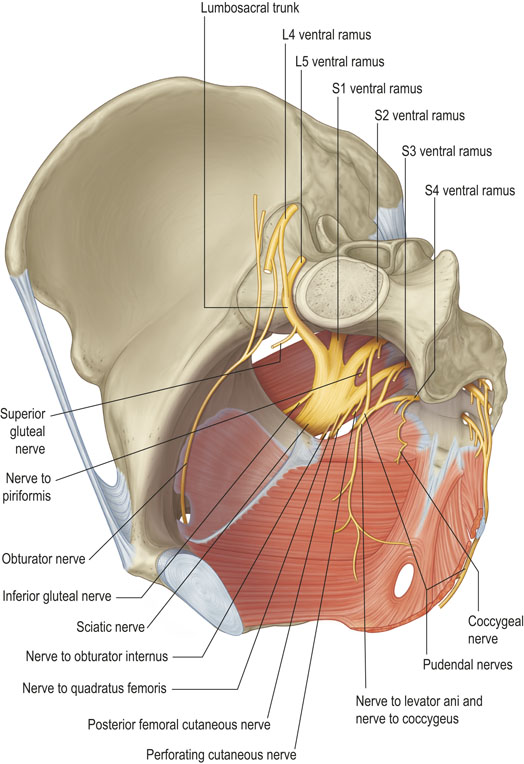 Lumbosacral trunk
L4 ventral ramus
L5 ventral ramus
S1 ventral ramus
S2 ventral ramus
S3 ventral ramus
S4 ventral ramus
Superior
gluteal
nerve
Nerve to
piriformis
Obturator nerve
Inferior gluteal nerve
Sciatic nerve
Nerve to obturator internus
Nerve to quadratus femoris
Posterior femoral cutaneous nerve
Perforating cutaneous nerve
Coccygeal
nerve
Pudendal nerves
Nerve to levator ani and
nerve to coccygeus